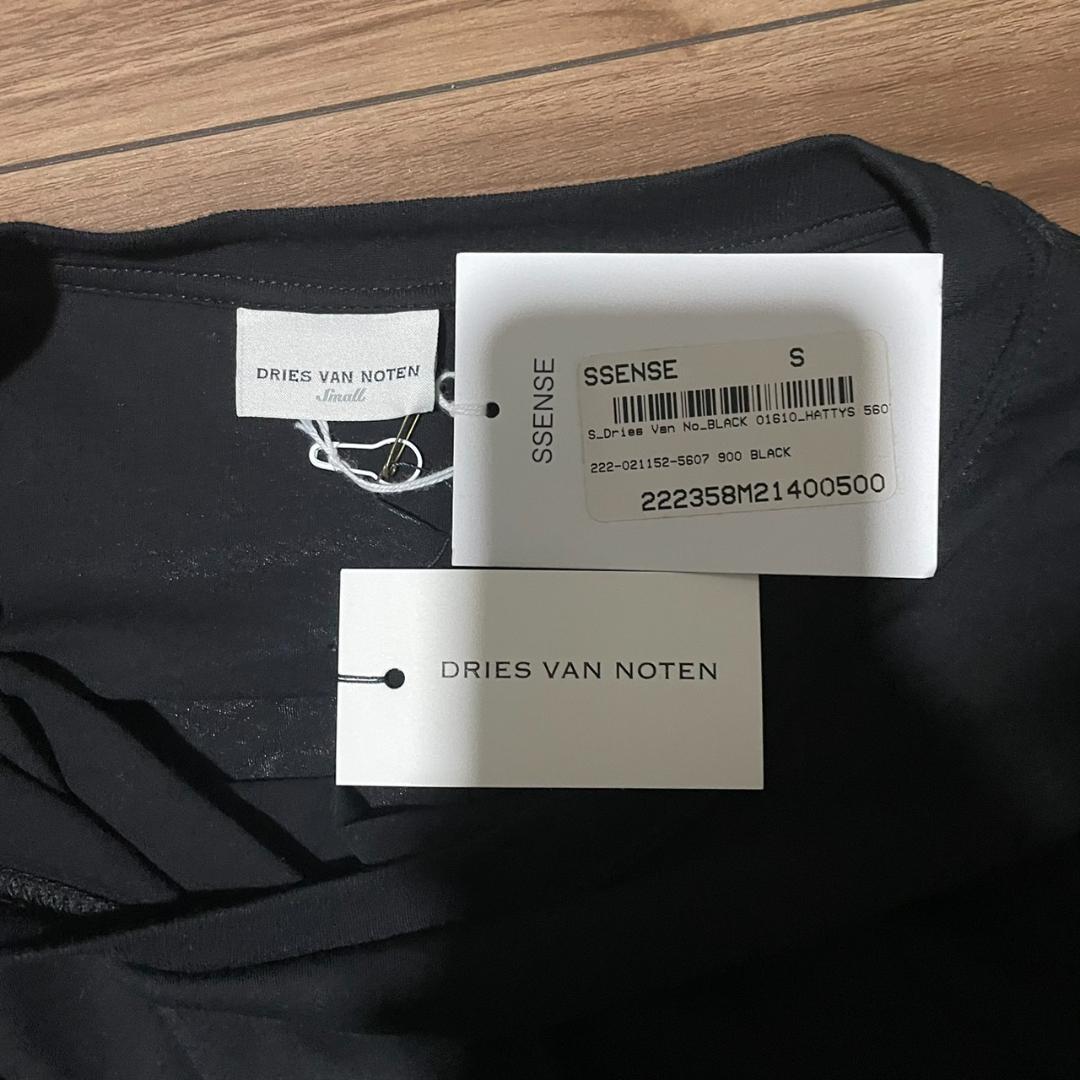 DRIES VAN NOTEN
Small
SSENSE
SSENSE S
S_Dries Van No_BLACK 01610_HATTYS 560
222-021152-5607 900 BLACK
222358M21400500
DRIES VAN NOTEN